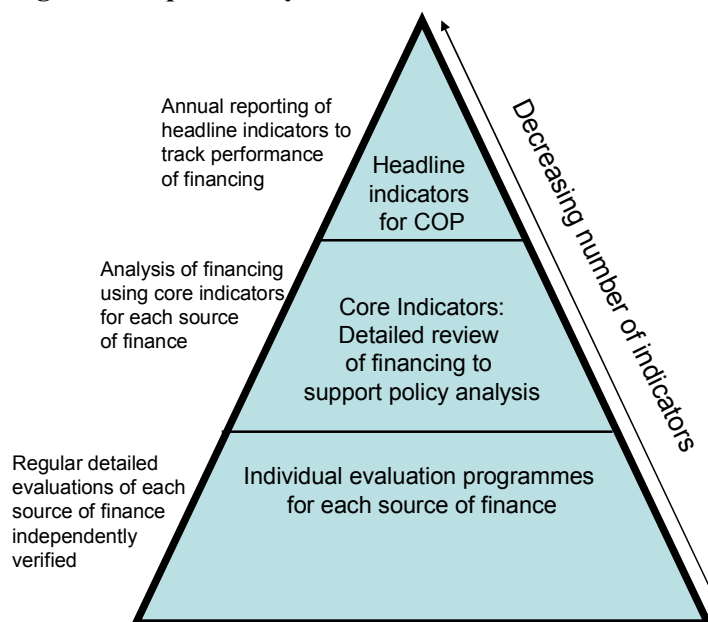 Annual reporting of
headline indicators to
track performance
of financing
Headline
indicators
for COP
Decreasing number of indicators
Analysis of financing
using core indicators
for each source
of finance
Core Indicators:
Detailed review
of financing to
support policy analysis
Regular detailed
evaluations of each
source of finance
independently
verified
Individual evaluation programmes
for each source of finance